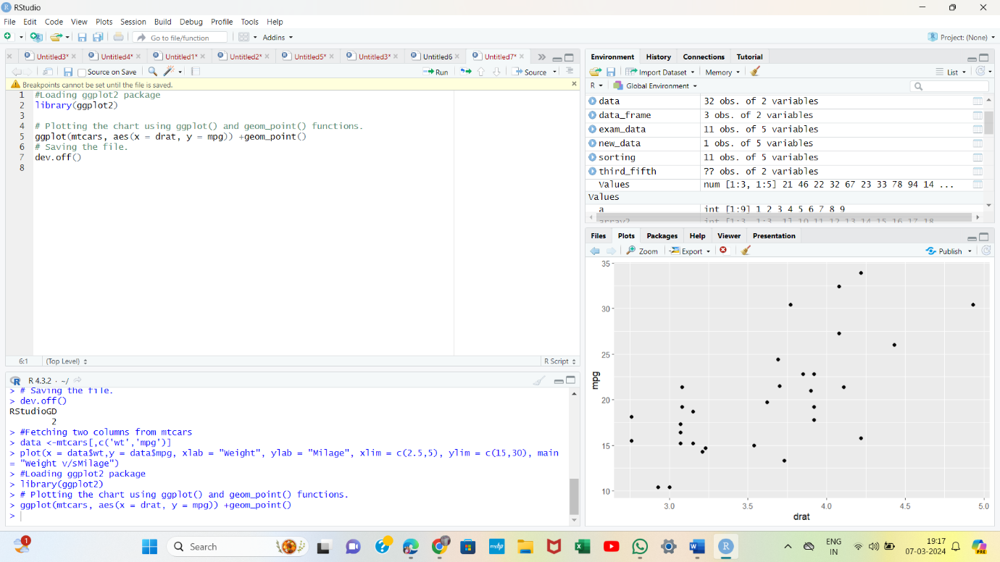 RStudio
File Edit Code View Plots Session Build Debug Profile Tools Help
Go to file/function Addins Project: (None)
Untitled3* Untitled4* Untitled1* Untitled2* Untitled5* Untitled3* Untitled6 Untitled7*
Source on Save Run Source
Breakpoints cannot be set until the file is saved.
1 #Loading ggplot2 package
2 library(ggplot2)
3
4 # Plotting the chart using ggplot() and geom_point() functions.
5 ggplot(mtcars, aes(x = drat, y = mpg)) +geom_point()
6 # Saving the file.
7 dev.off()
8
6:1 (Top Level) R Script
R 4.3.2 · ~/
> # Saving the file.
> dev.off()
RStudioGD
2
> #Fetching two columns from mtcars
> data <-mtcars[,c('wt','mpg')]
> plot(x = data$wt,y = data$mpg, xlab = "Weight", ylab = "Milage", xlim = c(2.5,5), ylim = c(15,30), main
= "Weight v/sMilage")
> #Loading ggplot2 package
> library(ggplot2)
> # Plotting the chart using ggplot() and geom_point() functions.
> ggplot(mtcars, aes(x = drat, y = mpg)) +geom_point()
>
Environment History Connections Tutorial
Import Dataset Memory List
R Global Environment
data 32 obs. of 2 variables
data_frame 3 obs. of 2 variables
exam_data 11 obs. of 5 variables
new_data 1 obs. of 5 variables
sorting 11 obs. of 5 variables
third_fifth ?? obs. of 2 variables
Values num [1:3, 1:5] 21 46 22 32 67 23 33 78 94 14 ...
Values
a int [1:9] 1 2 3 4 5 6 7 8 9
array2 int [1:3, 1:3, 1] 10 11 12 13 14 15 16 17 18
Files Plots Packages Help Viewer Presentation
Zoom Export Publish
35
30
25
20
15
10
mpg
3.0 3.5 4.0 4.5 5.0
drat
1 Search ENG
IN 19:17
07-03-2024